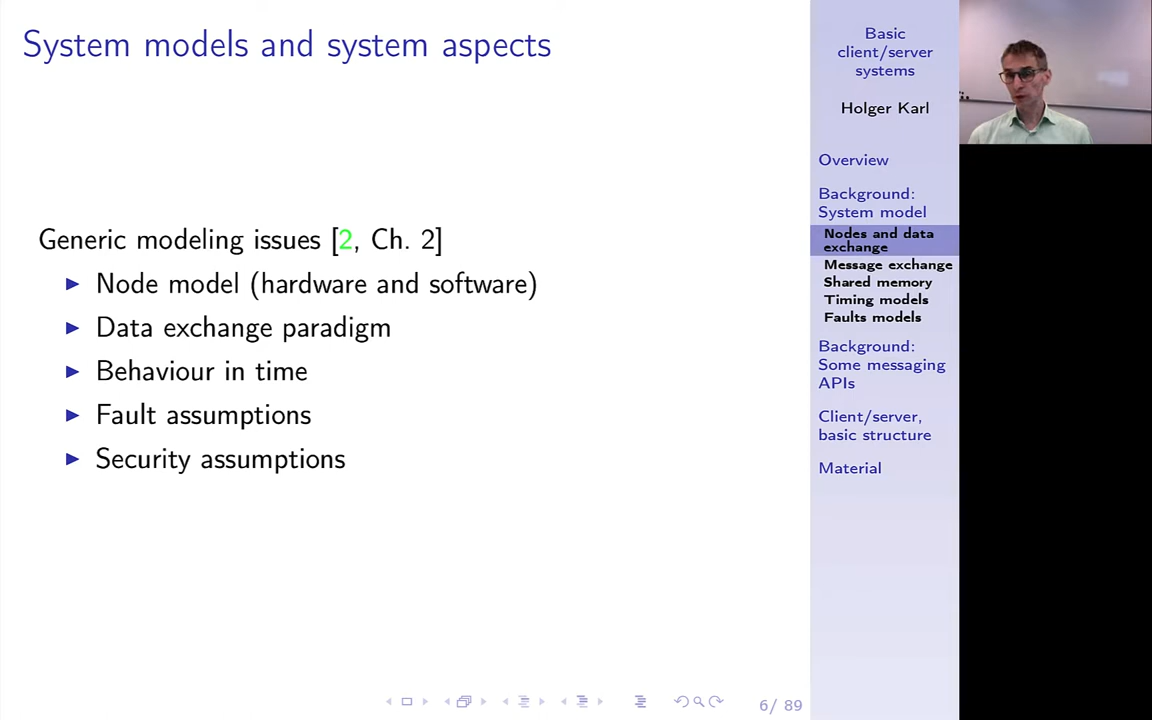 System models and system aspects
Generic modeling issues [2, Ch. 2]
▶ Node model (hardware and software)
▶ Data exchange paradigm
▶ Behaviour in time
▶ Fault assumptions
▶ Security assumptions
6/ 89
Basic
client/server
systems
Holger Karl
Overview
Background:
System model
Nodes and data
exchange
Message exchange
Shared memory
Timing models
Faults models
Background:
Some messaging
APIs
Client/server,
basic structure
Material